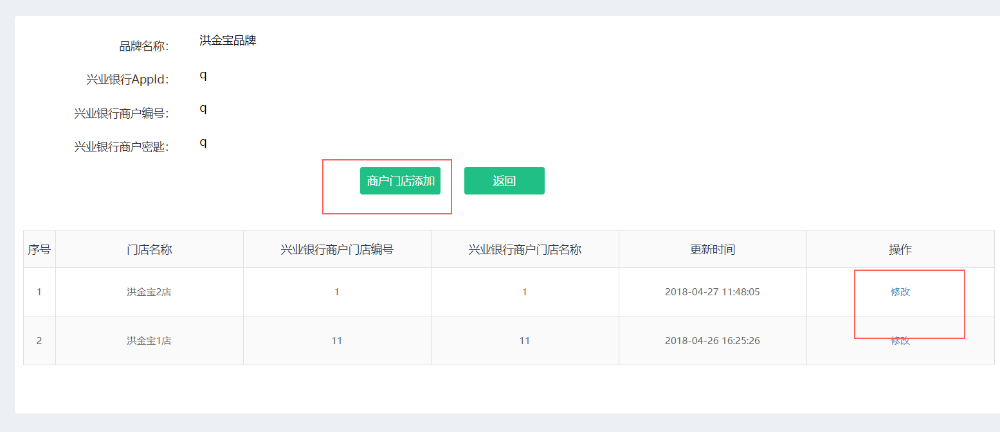 品牌名称： 洪金宝品牌
兴业银行AppId： q
兴业银行商户编号： q
兴业银行商户密匙： q
商户门店添加 返回
序号 门店名称 兴业银行商户门店编号 兴业银行商户门店名称 更新时间 操作
1 洪金宝2店 1 1 2018-04-27 11:48:05 修改
2 洪金宝1店 11 11 2018-04-26 16:25:26 修改